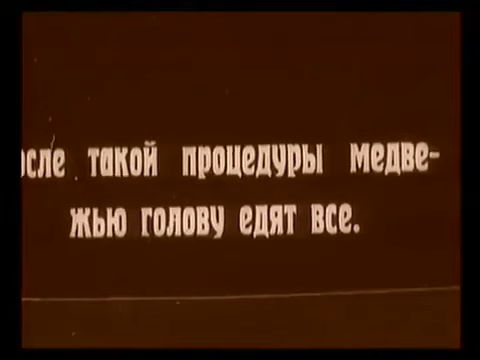 осле такой процедуры медве-
жью голову едят все.